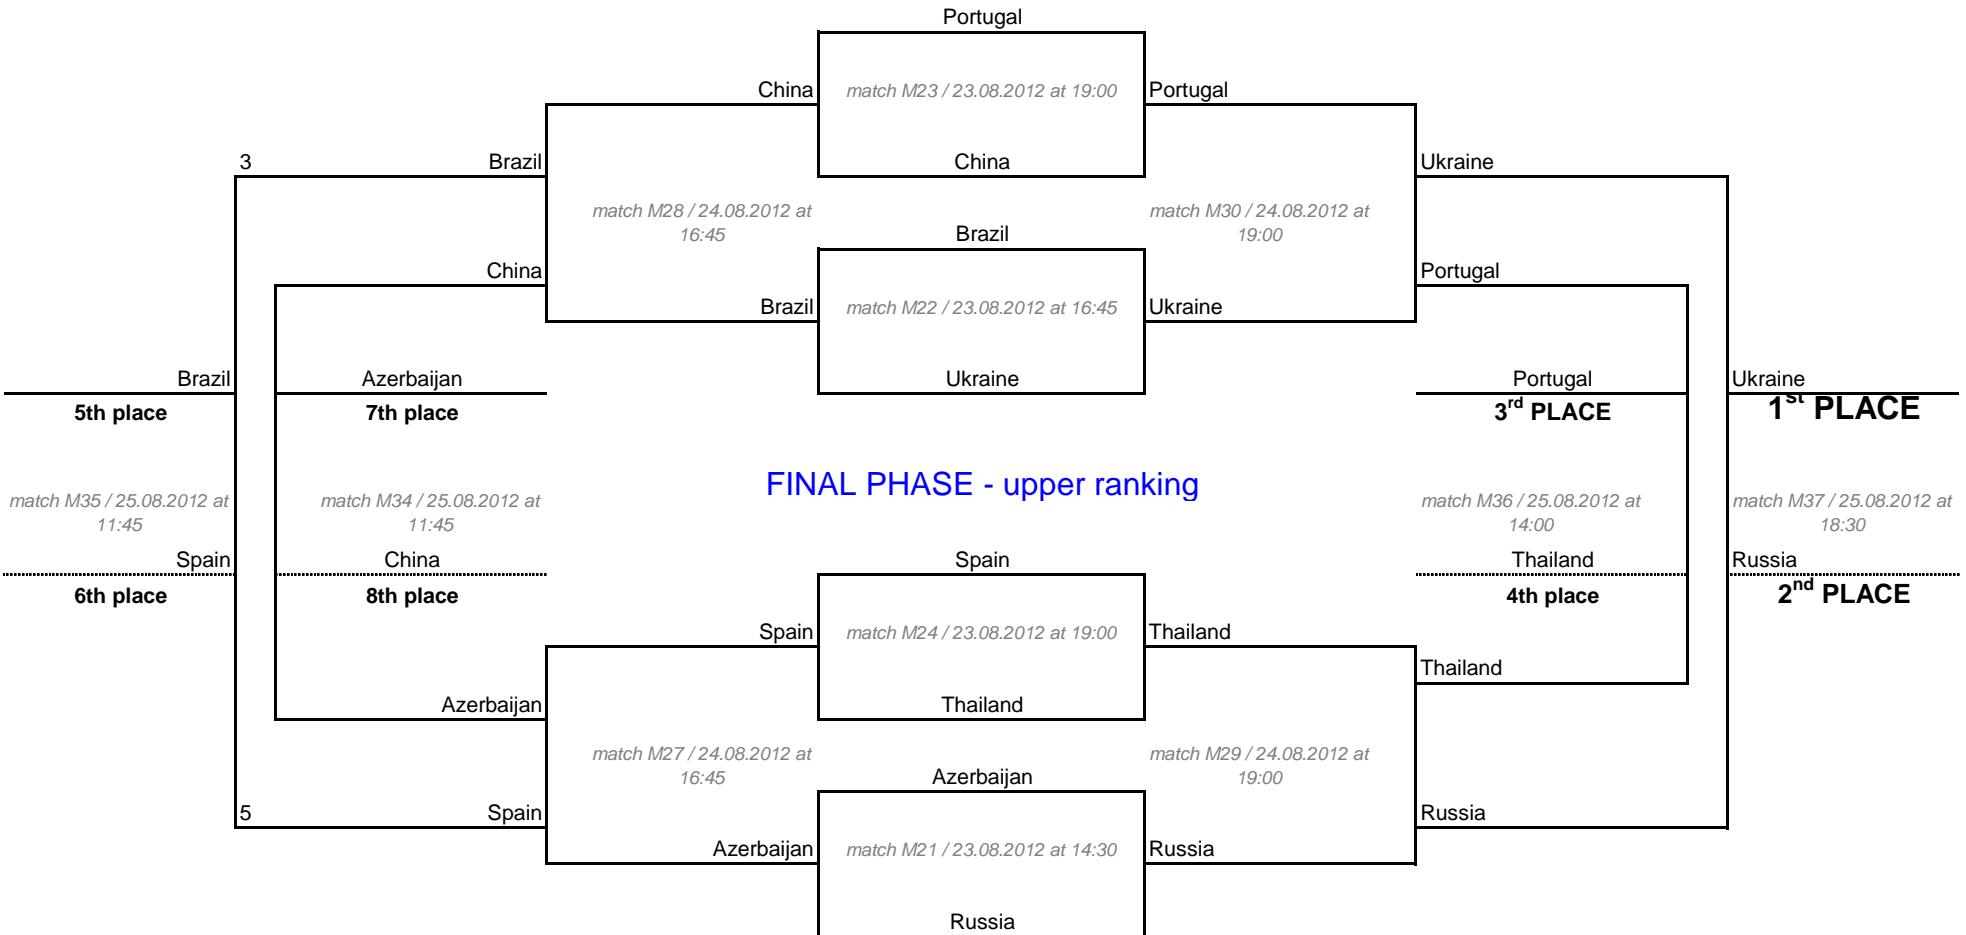 Portugal
China
match M23 / 23.08.2012 at 19:00
Portugal
3
Brazil
China
Ukraine
match M28 / 24.08.2012 at
16:45
match M30 / 24.08.2012 at
19:00
Brazil
China
Portugal
Brazil
match M22 / 23.08.2012 at 16:45
Ukraine
Brazil
Azerbaijan
Ukraine
Portugal
Ukraine
5th place
7th place
3rd PLACE
1st PLACE
FINAL PHASE - upper ranking
match M35 / 25.08.2012 at
11:45
match M34 / 25.08.2012 at
11:45
match M36 / 25.08.2012 at
14:00
match M37 / 25.08.2012 at
18:30
Spain
China
Spain
Thailand
Russia
6th place
8th place
4th place
2nd PLACE
Spain
match M24 / 23.08.2012 at 19:00
Thailand
Thailand
Azerbaijan
Thailand
match M27 / 24.08.2012 at
16:45
match M29 / 24.08.2012 at
19:00
Azerbaijan
5
Spain
Russia
Azerbaijan
match M21 / 23.08.2012 at 14:30
Russia
Russia